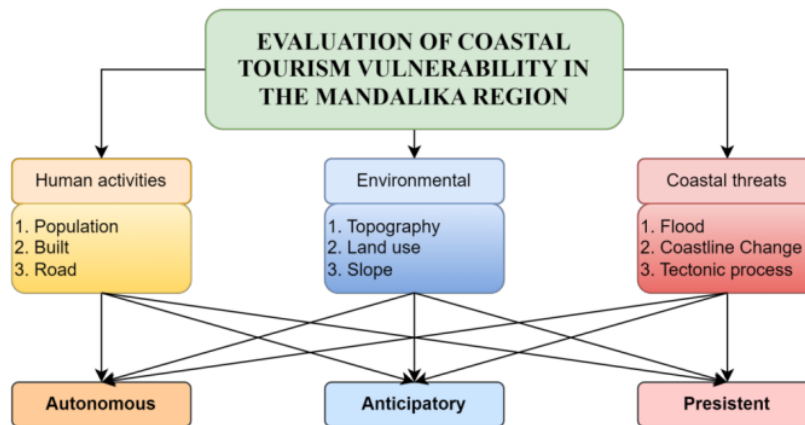 EVALUATION OF COASTAL
TOURISM VULNERABILITY IN
THE MANDALIKA REGION
Human activities
1. Population
2. Built
3. Road
Environmental
1. Topography
2. Land use
3. Slope
Coastal threats
1. Flood
2. Coastline Change
3. Tectonic process
Autonomous
Anticipatory
Presistent